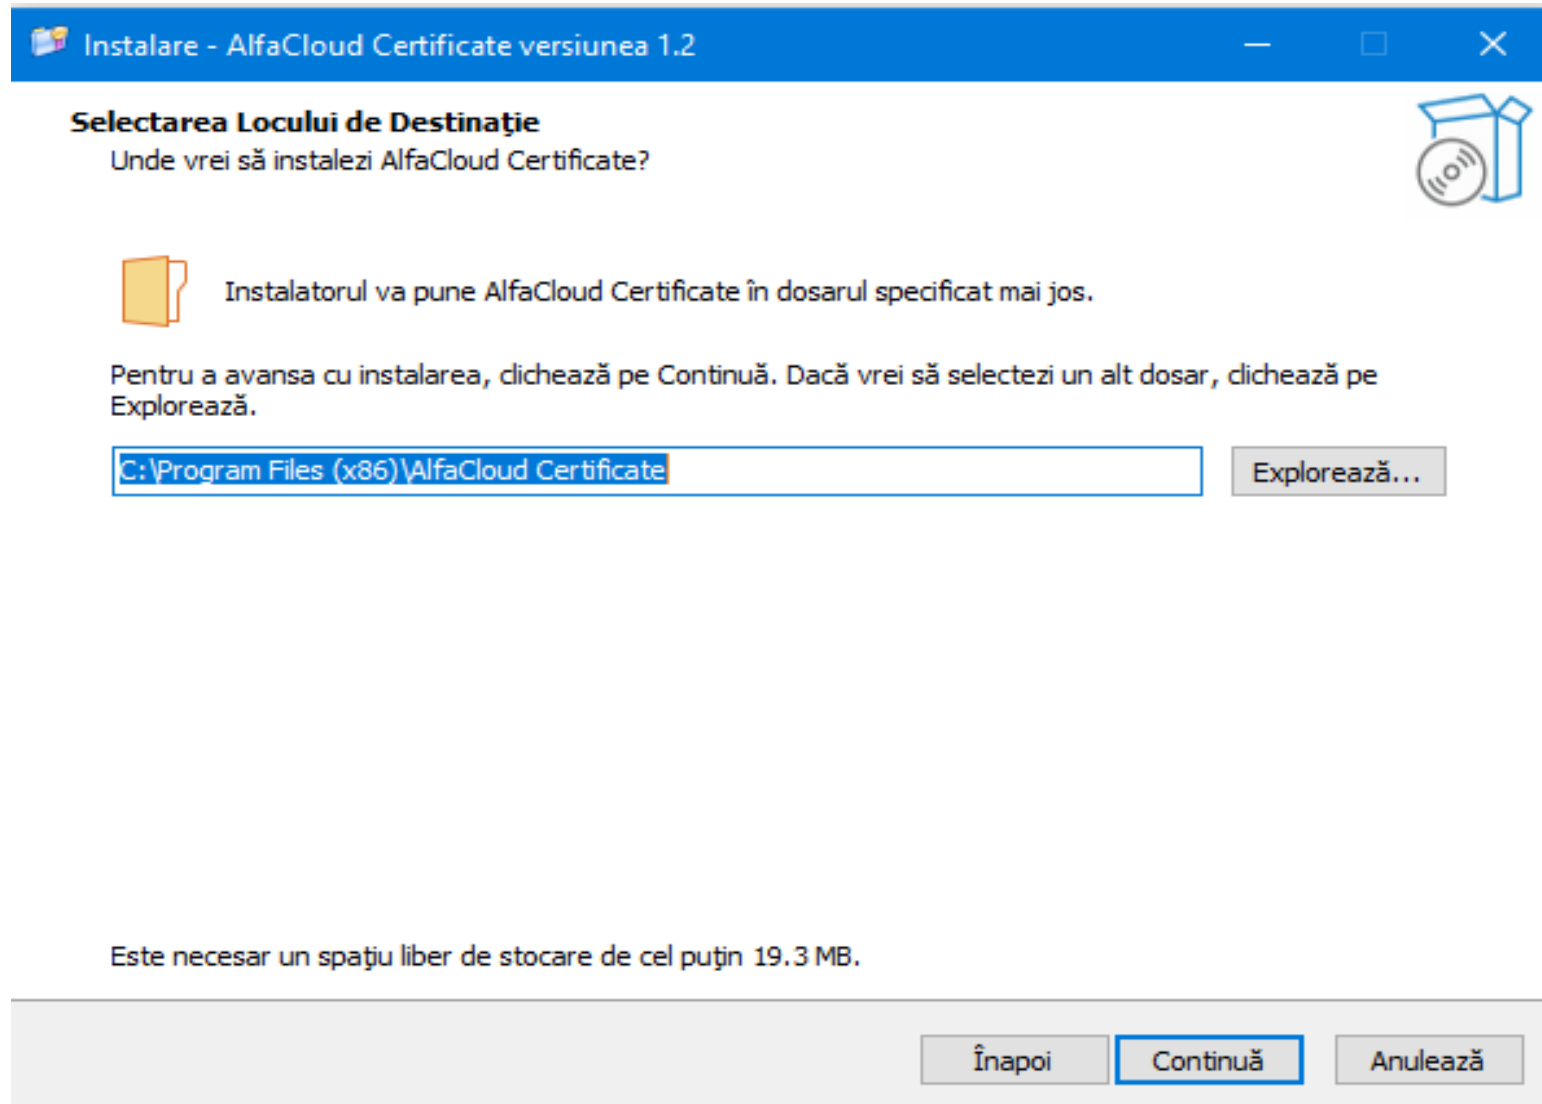 Instalare - AlfaCloud Certificate versiunea 1.2
Selectarea Locului de Destinaţie
Unde vrei să instalezi AlfaCloud Certificate?
Instalatorul va pune AlfaCloud Certificate în dosarul specificat mai jos.
Pentru a avansa cu instalarea, clichează pe Continuă. Dacă vrei să selectezi un alt dosar, clichează pe
Explorează.
C:\Program Files (x86)\AlfaCloud Certificate
Explorează...
Este necesar un spaţiu liber de stocare de cel puţin 19.3 MB.
Înapoi
Continuă
Anulează